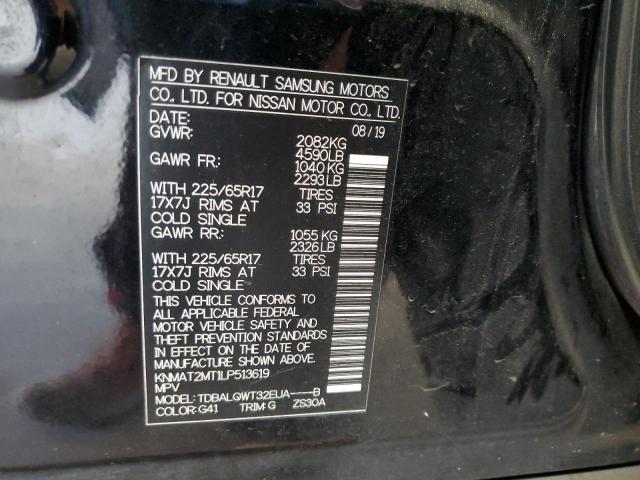 MFD BY RENAULT SAMSUNG MOTORS
CO., LTD. FOR NISSAN MOTOR CO., LTD.
DATE: 08/19
GVWR: 2082KG
4590LB
GAWR FR: 1040 KG
2293LB
WITH 225/65R17 TIRES
17X7J RIMS AT 33 PSI
COLD SINGLE
GAWR RR: 1055 KG
2326LB
WITH 225/65R17 TIRES
17X7J RIMS AT 33 PSI
COLD SINGLE
THIS VEHICLE CONFORMS TO
ALL APPLICABLE FEDERAL
MOTOR VEHICLE SAFETY AND
THEFT PREVENTION STANDARDS
IN EFFECT ON THE DATE OF
MANUFACTURE SHOWN ABOVE.
KNMAT2MT1LP513619
MPV
MODEL: TDBALQWT32EUA----B
COLOR: G41 TRIM: G ZS30A